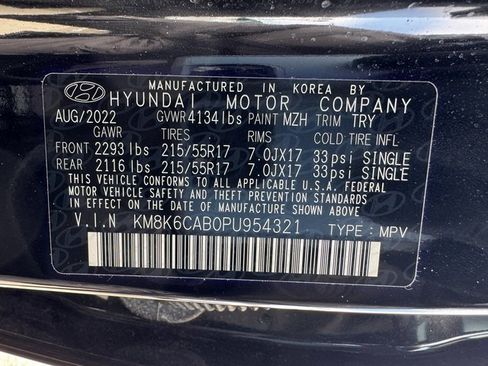 MANUFACTURED IN KOREA BY
HYUNDAI MOTOR COMPANY
AUG/2022 GVWR 4134 lbs PAINT MZH TRIM TRY
GAWR TIRES RIMS COLD TIRE INFL.
FRONT 2293 lbs 215/55R17 7.0JX17 33psi SINGLE
REAR 2116 lbs 215/55R17 7.0JX17 33psi SINGLE
THIS VEHICLE CONFORMS TO ALL APPLICABLE U.S.A. FEDERAL
MOTOR VEHICLE SAFETY, BUMPER, AND THEFT PREVENTION
STANDARDS IN EFFECT ON THE DATE OF MANUFACTURE SHOWN ABOVE.
V.I.N KM8K6CAB0PU954321 TYPE : MPV